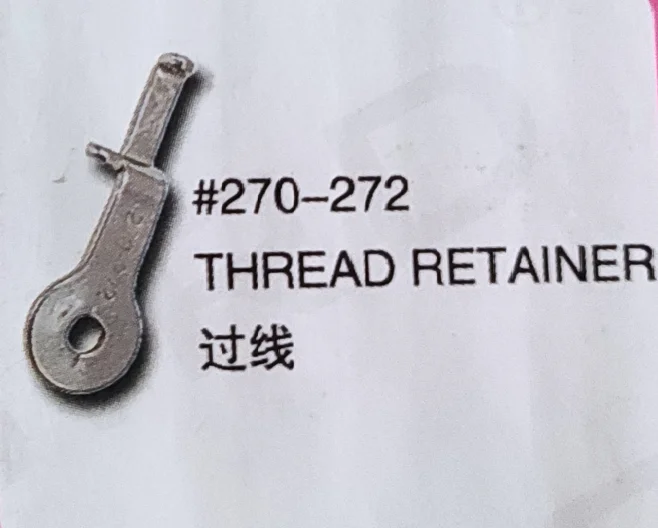 #270–272
THREAD RETAINER
过线